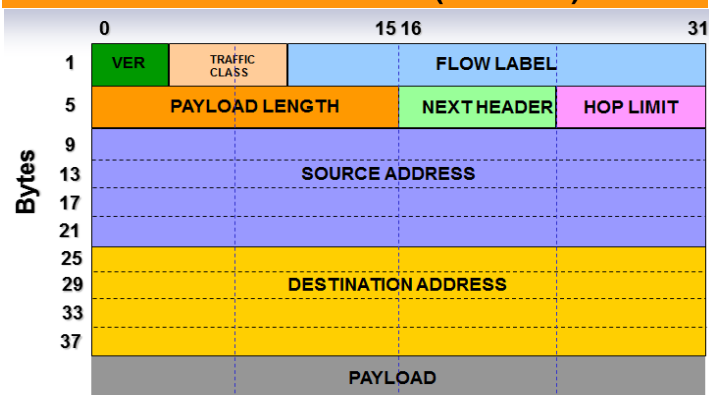 0 15 16 31
1 VER TRAFFIC CLASS FLOW LABEL
5 PAYLOAD LENGTH NEXT HEADER HOP LIMIT
9
13 SOURCE ADDRESS
17
21
25
29 DESTINATION ADDRESS
33
37
PAYLOAD
Bytes